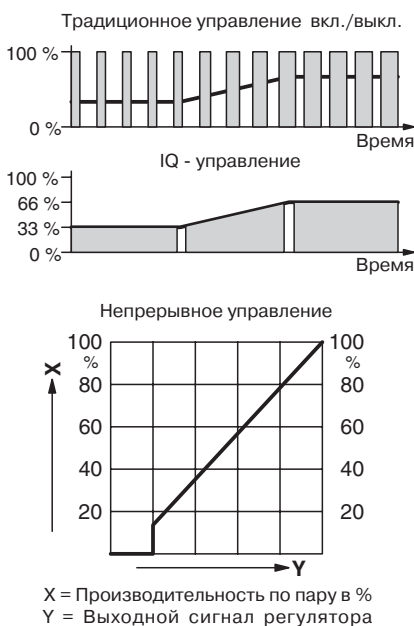 Традиционное управление вкл./выкл.
100 %
0 %
Время
IQ - управление
100 %
66 %
33 %
0 %
Время
Непрерывное управление
100 100
% %
X 80 80
60 60
40 40
20 20
Y
X = Производительность по пару в %
Y = Выходной сигнал регулятора